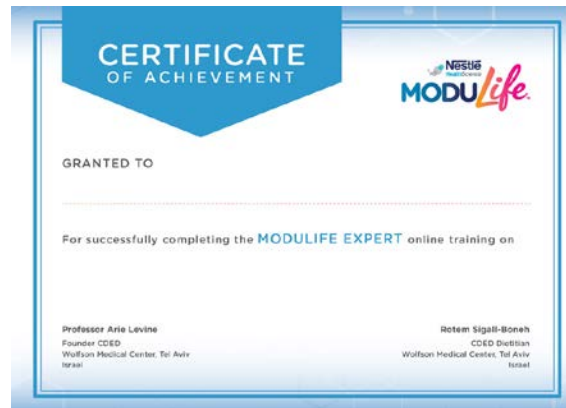 CERTIFICATE
OF ACHIEVEMENT
Nestlé
HealthScience
MODULife
GRANTED TO
For successfully completing the MODULIFE EXPERT online training on
Professor Arie Levine
Founder CDED
Wolfson Medical Center, Tel Aviv
Israel
Rotem Sigall-Boneh
CDED Dietitian
Wolfson Medical Center, Tel Aviv
Israel